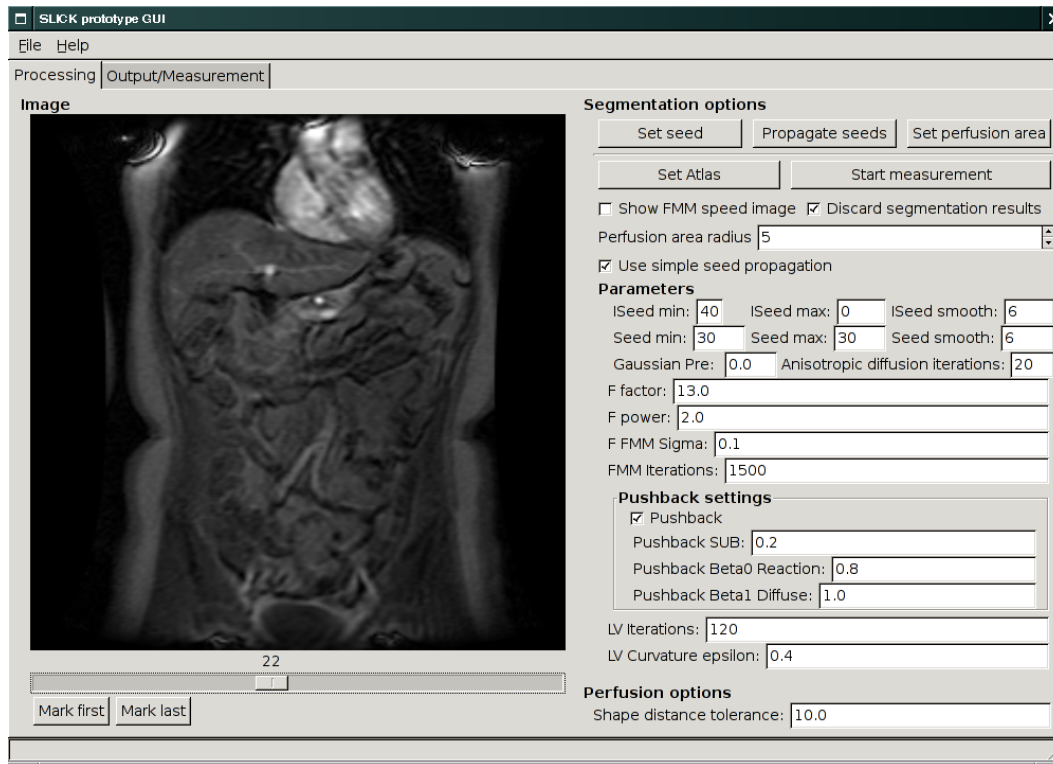 SLICK prototype GUI
File Help
Processing Output/Measurement
Image
22
Mark first Mark last
Segmentation options
Set seed Propagate seeds Set perfusion area
Set Atlas Start measurement
Show FMM speed image Discard segmentation results
Perfusion area radius 5
Use simple seed propagation
Parameters
ISeed min: 40 ISeed max: 0 ISeed smooth: 6
Seed min: 30 Seed max: 30 Seed smooth: 6
Gaussian Pre: 0.0 Anisotropic diffusion iterations: 20
F factor: 13.0
F power: 2.0
F FMM Sigma: 0.1
FMM Iterations: 1500
Pushback settings
Pushback
Pushback SUB: 0.2
Pushback Beta0 Reaction: 0.8
Pushback Beta1 Diffuse: 1.0
LV Iterations: 120
LV Curvature epsilon: 0.4
Perfusion options
Shape distance tolerance: 10.0